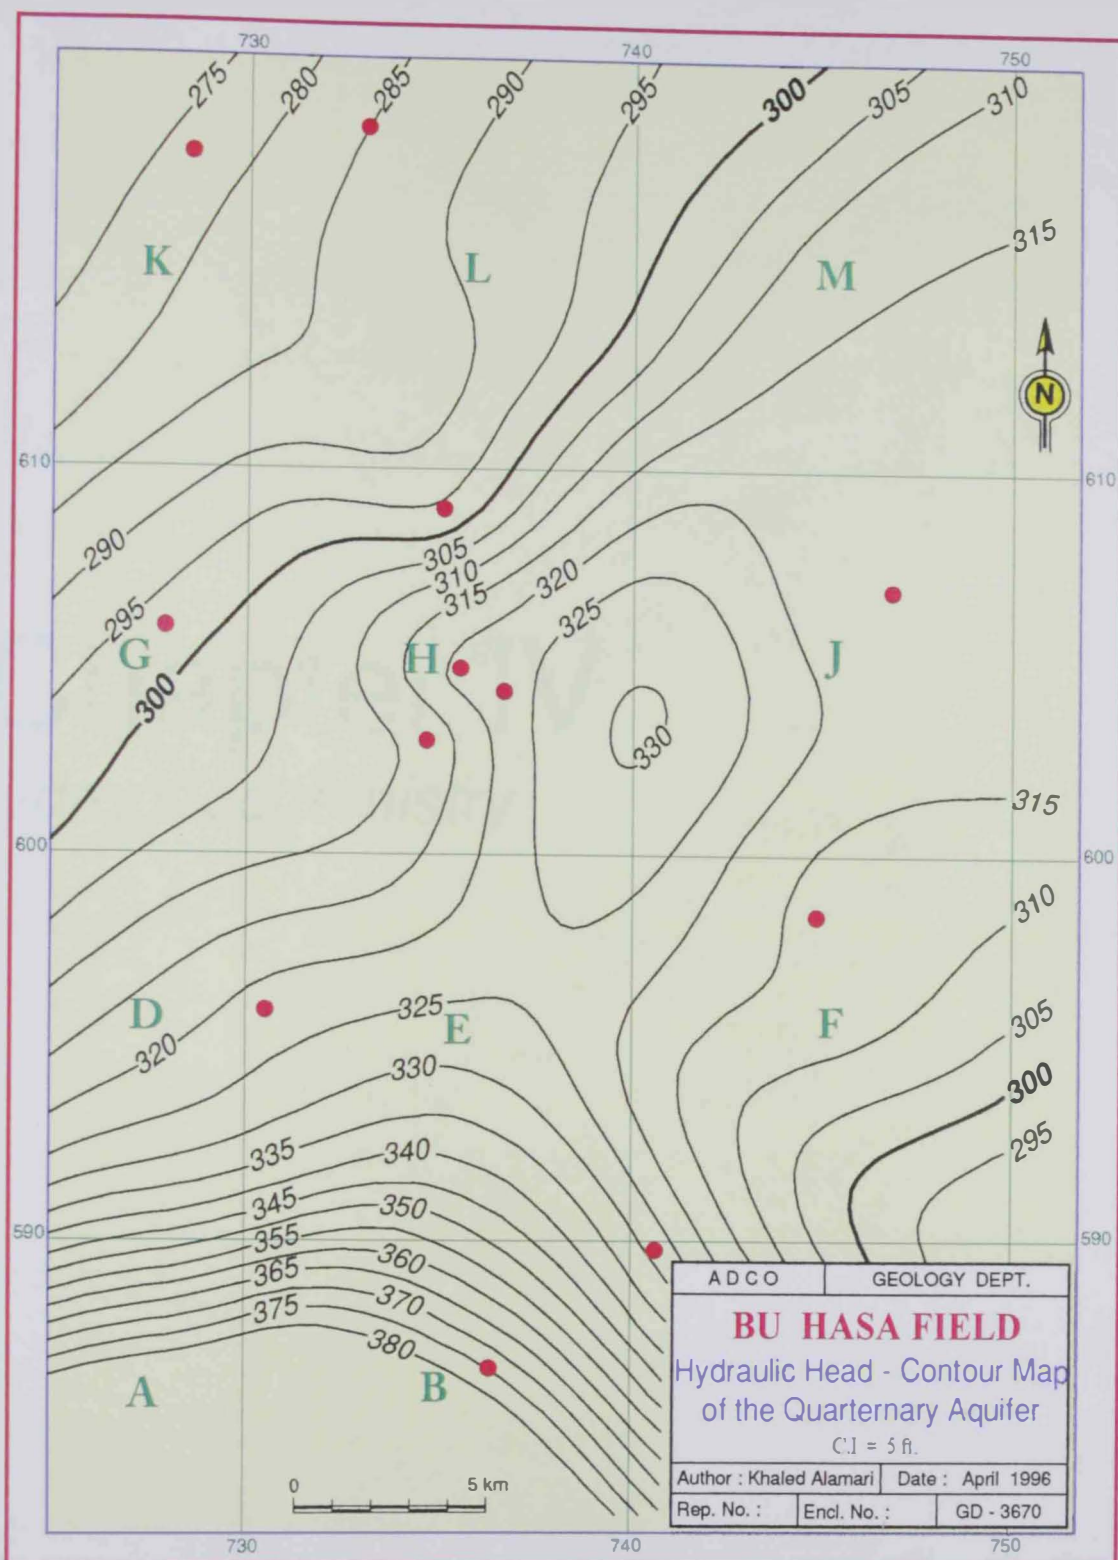 730 740 750
275 280 285 290 295 300 305 310
K L M
315
N
610 610
290
305
310
315
320
325
295
G H J
300
330
315
600 600
310
D E F
325
305
320
300
330
295
335 340
345 350
590 590
355 360
365 370
375
380
A B
0 5 km
ADCO GEOLOGY DEPT.
BU HASA FIELD
Hydraulic Head - Contour Map
of the Quarternary Aquifer
C.I = 5 ft.
Author : Khaled Alamari Date : April 1996
Rep. No. : Encl. No. : GD - 3670
730 740 750